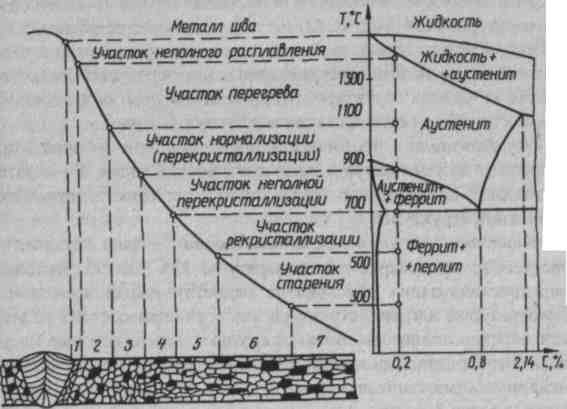 Металл шва
Участок неполного расплавления
Участок перегрева
Участок нормализации
(перекристаллизации)
Участок неполной
перекристаллизации
Участок
рекристаллизации
Участок
старения
1 2 3 4 5 6 7
T,°C
1300
1100
900
700
500
300
Жидкость
Жидкость+
+аустенит
Аустенит
Аустенит+
+феррит
Феррит+
+перлит
0,2 0,8 2,14 C,%